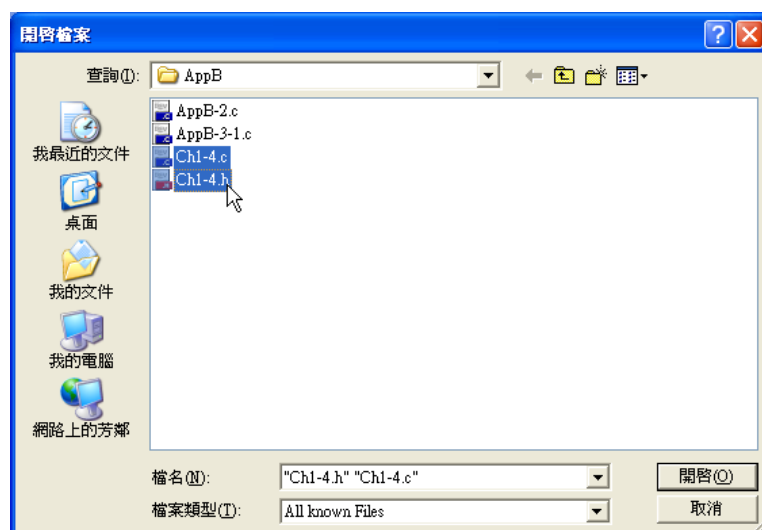 開啓檔案
查詢(I):
AppB
AppB-2.c
AppB-3-1.c
Ch1-4.c
Ch1-4.h
我最近的文件
桌面
我的文件
我的電腦
網路上的芳鄰
檔名(N):
"Ch1-4.h" "Ch1-4.c"
開啓(O)
檔案類型(T):
All known Files
取消